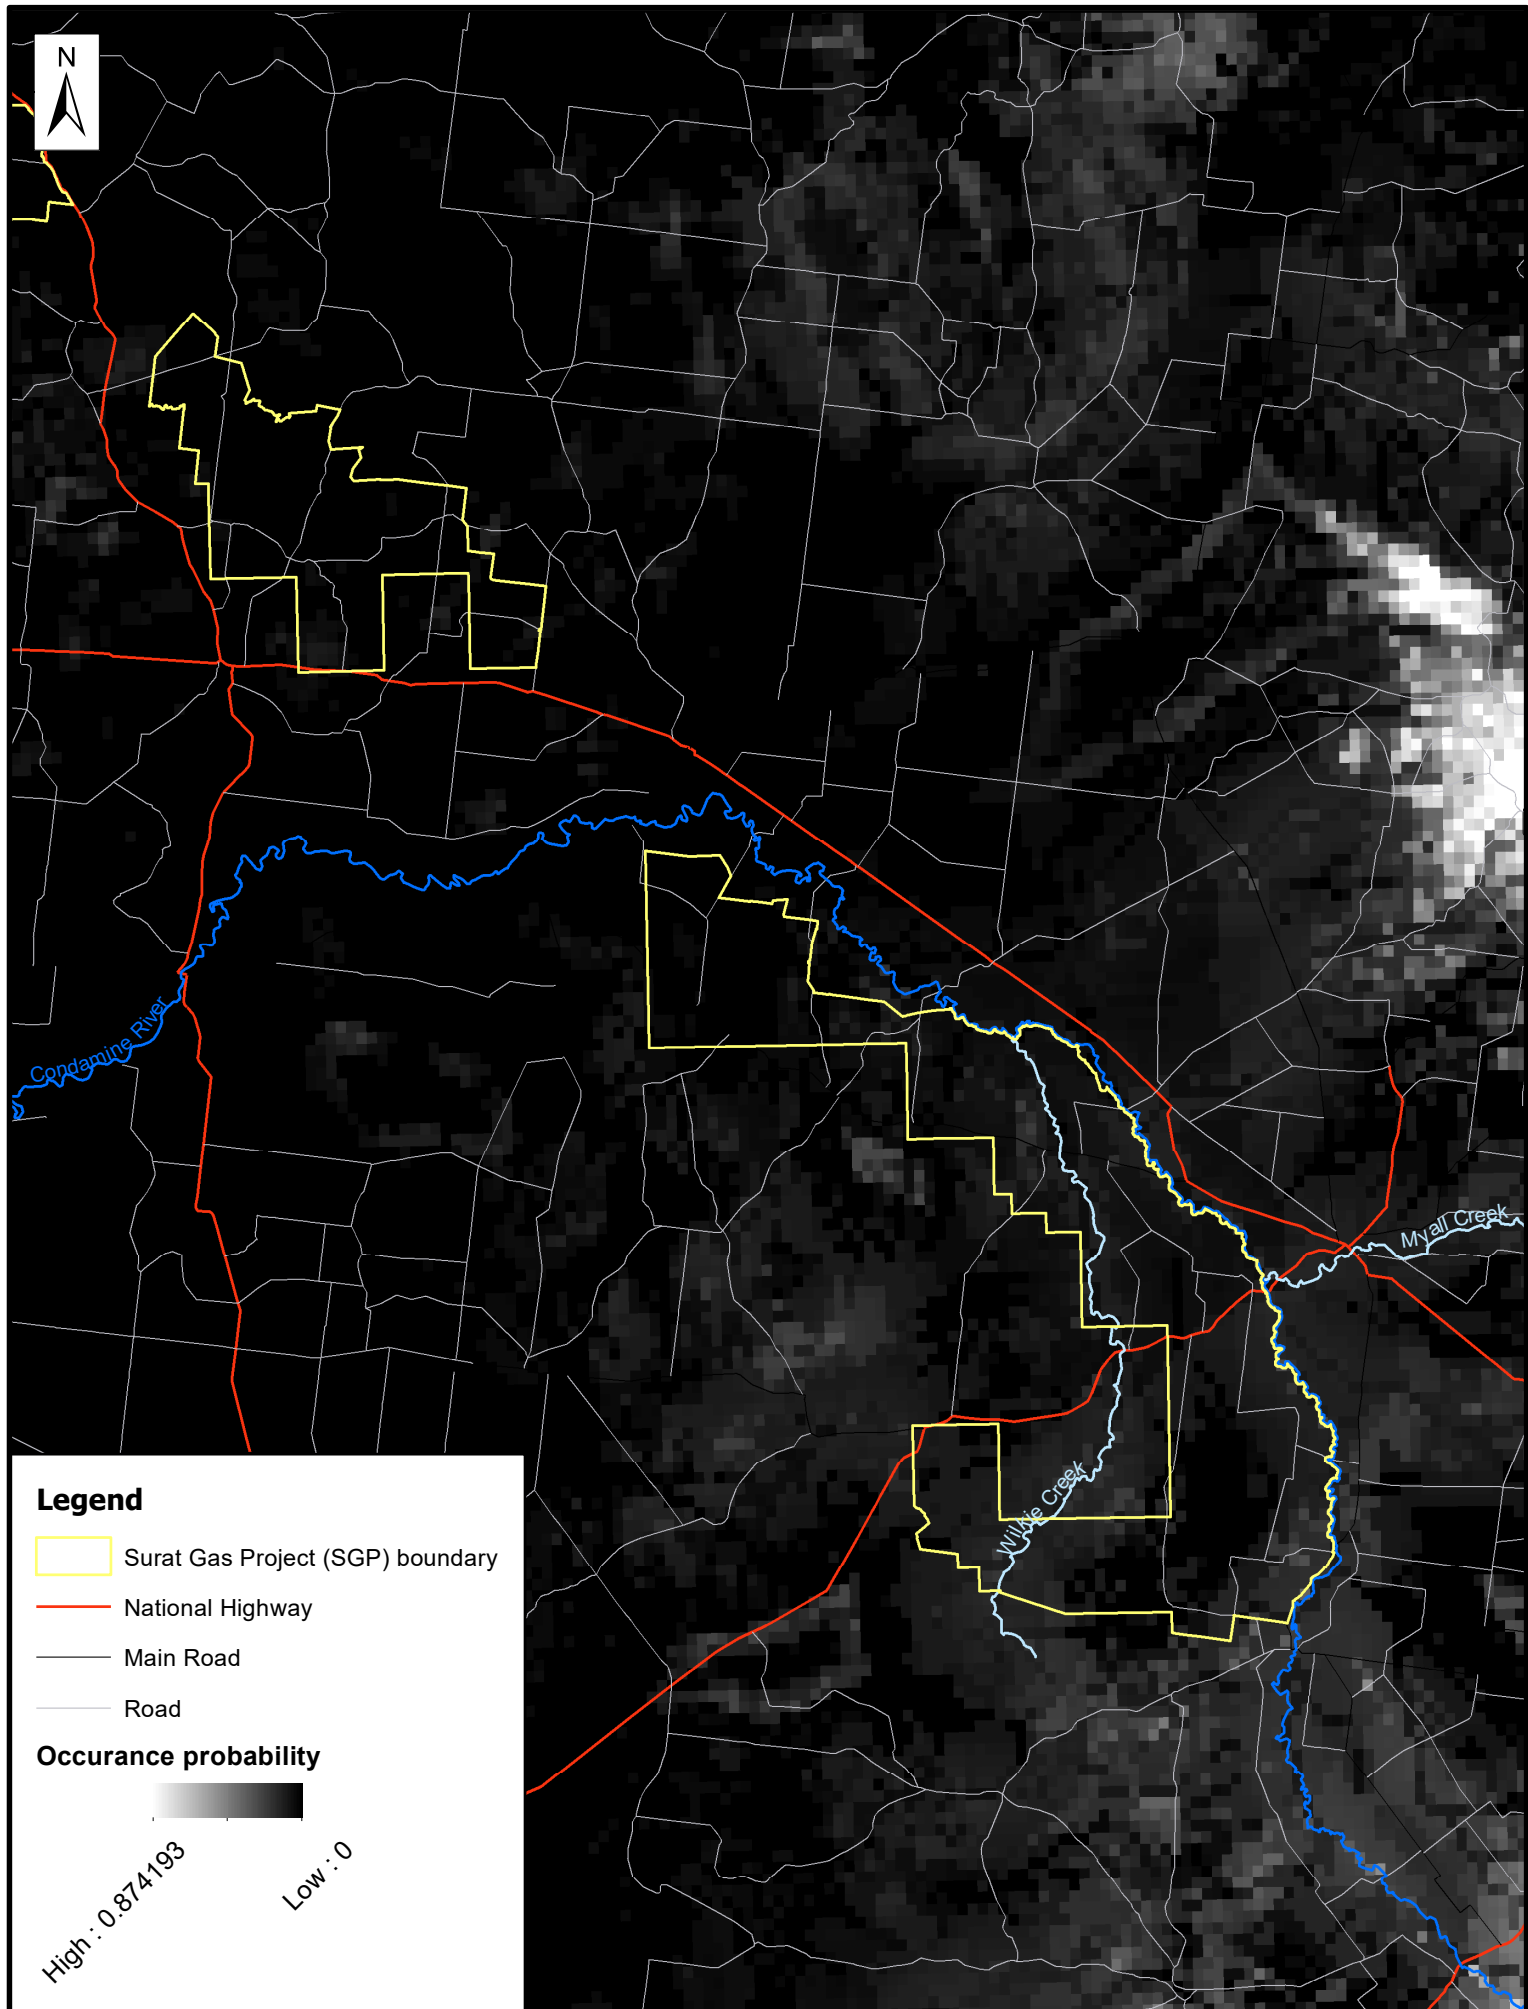 N
Condamine River
Myall Creek
Wilkie Creek
Legend
Surat Gas Project (SGP) boundary
National Highway
Main Road
Road
Occurance probability
High : 0.874193
Low : 0